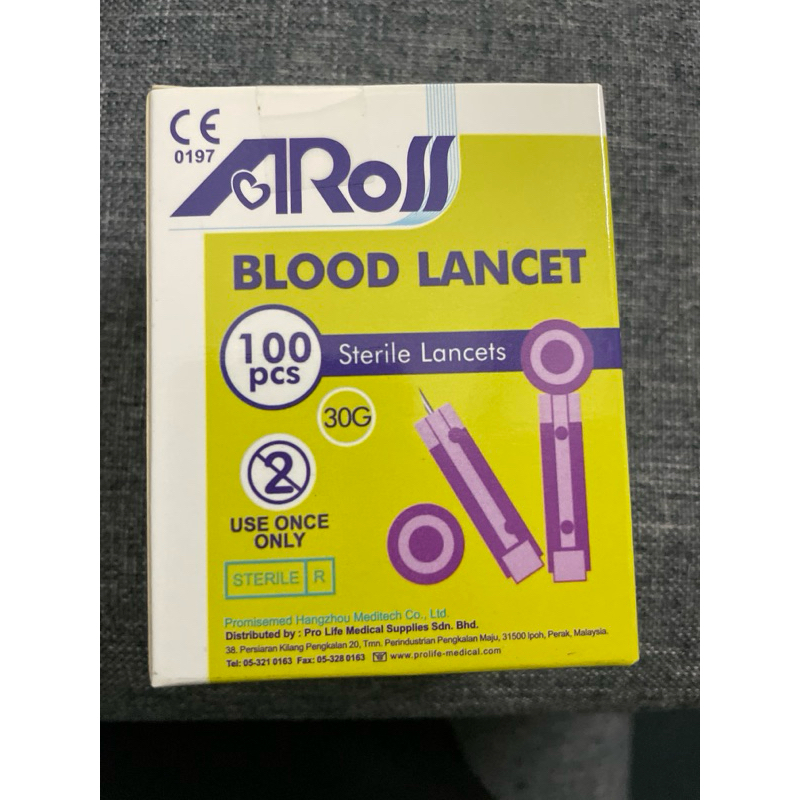 CE
0197
ARoll
BLOOD LANCET
100
pcs
Sterile Lancets
30G
2
USE ONCE
ONLY
STERILE R
Promisemed Hangzhou Meditech Co., Ltd.
Distributed by : Pro Life Medical Supplies Sdn. Bhd.
38. Persiaran Kilang Pengkalan 20, Tmn. Perindustrian Pengkalan Maju, 31500 Ipoh, Perak, Malaysia.
Tel: 05-321 0163 Fax: 05-328 0163 www.prolife-medical.com